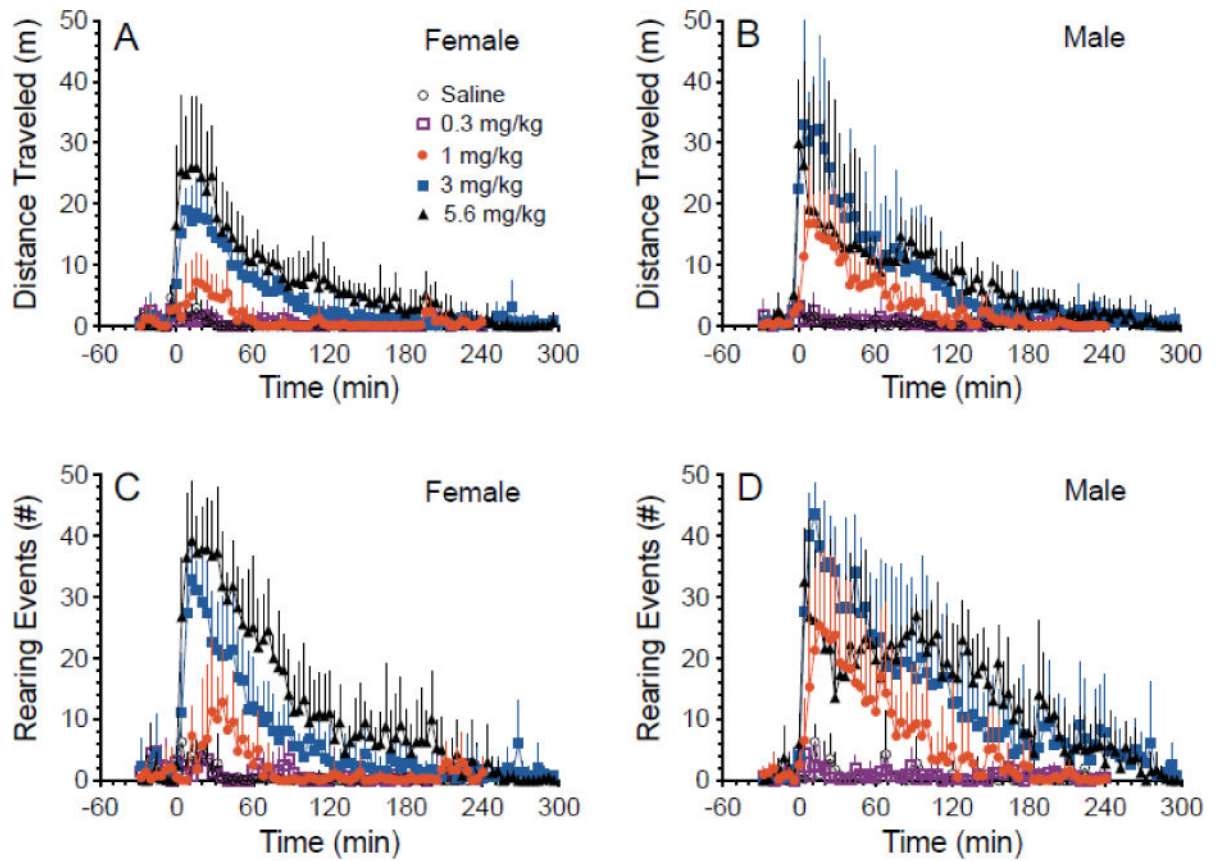 A
Female
Distance Traveled (m)
50
40
30
20
10
0
Saline
0.3 mg/kg
1 mg/kg
3 mg/kg
5.6 mg/kg
-60 0 60 120 180 240 300
Time (min)
B
Male
Distance Traveled (m)
50
40
30
20
10
0
-60 0 60 120 180 240 300
Time (min)
C
Female
Rearing Events (#)
50
40
30
20
10
0
-60 0 60 120 180 240 300
Time (min)
D
Male
Rearing Events (#)
50
40
30
20
10
0
-60 0 60 120 180 240 300
Time (min)